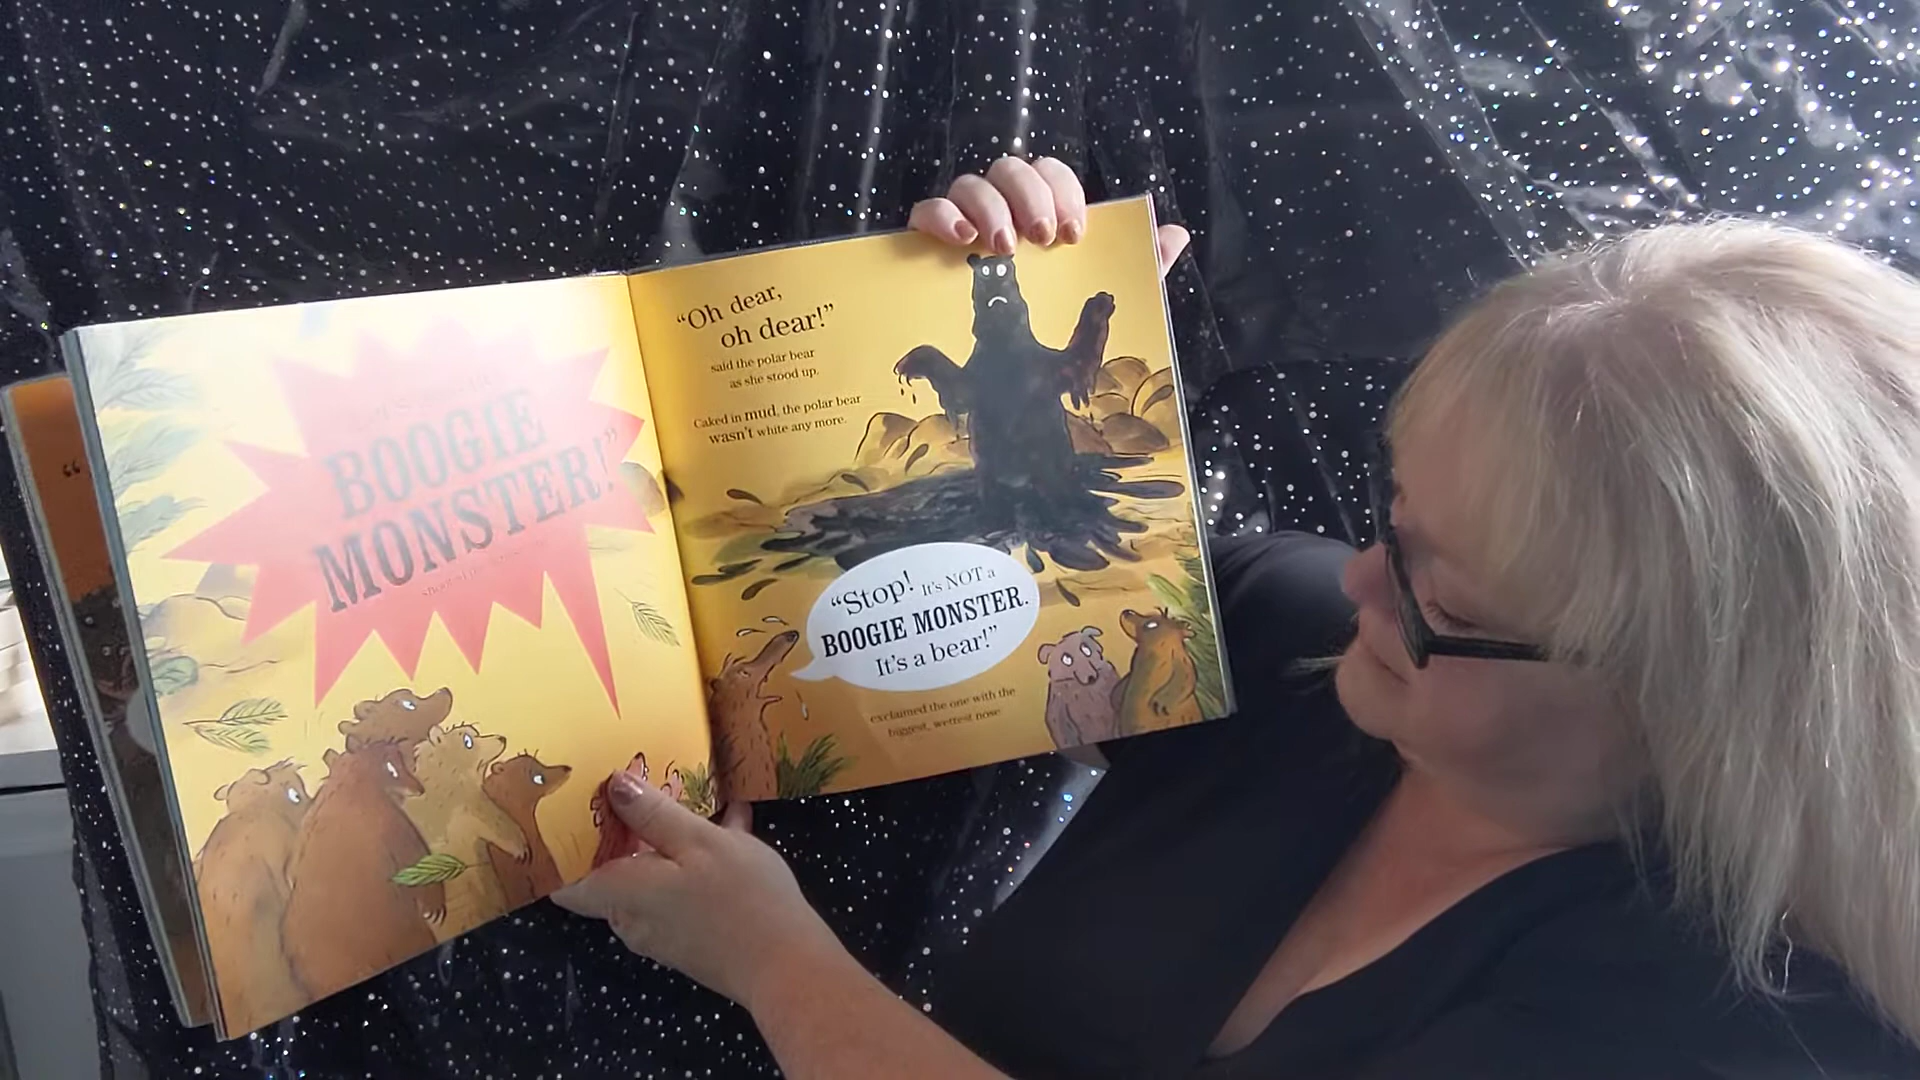 BOOGIE
MONSTER!”
“Oh dear,
oh dear!”
said the polar bear
as she stood up.
Caked in mud, the polar bear
wasn’t white any more.
“Stop! It’s NOT a
BOOGIE MONSTER.
It’s a bear!”
exclaimed the one with the
biggest, wettest nose
“